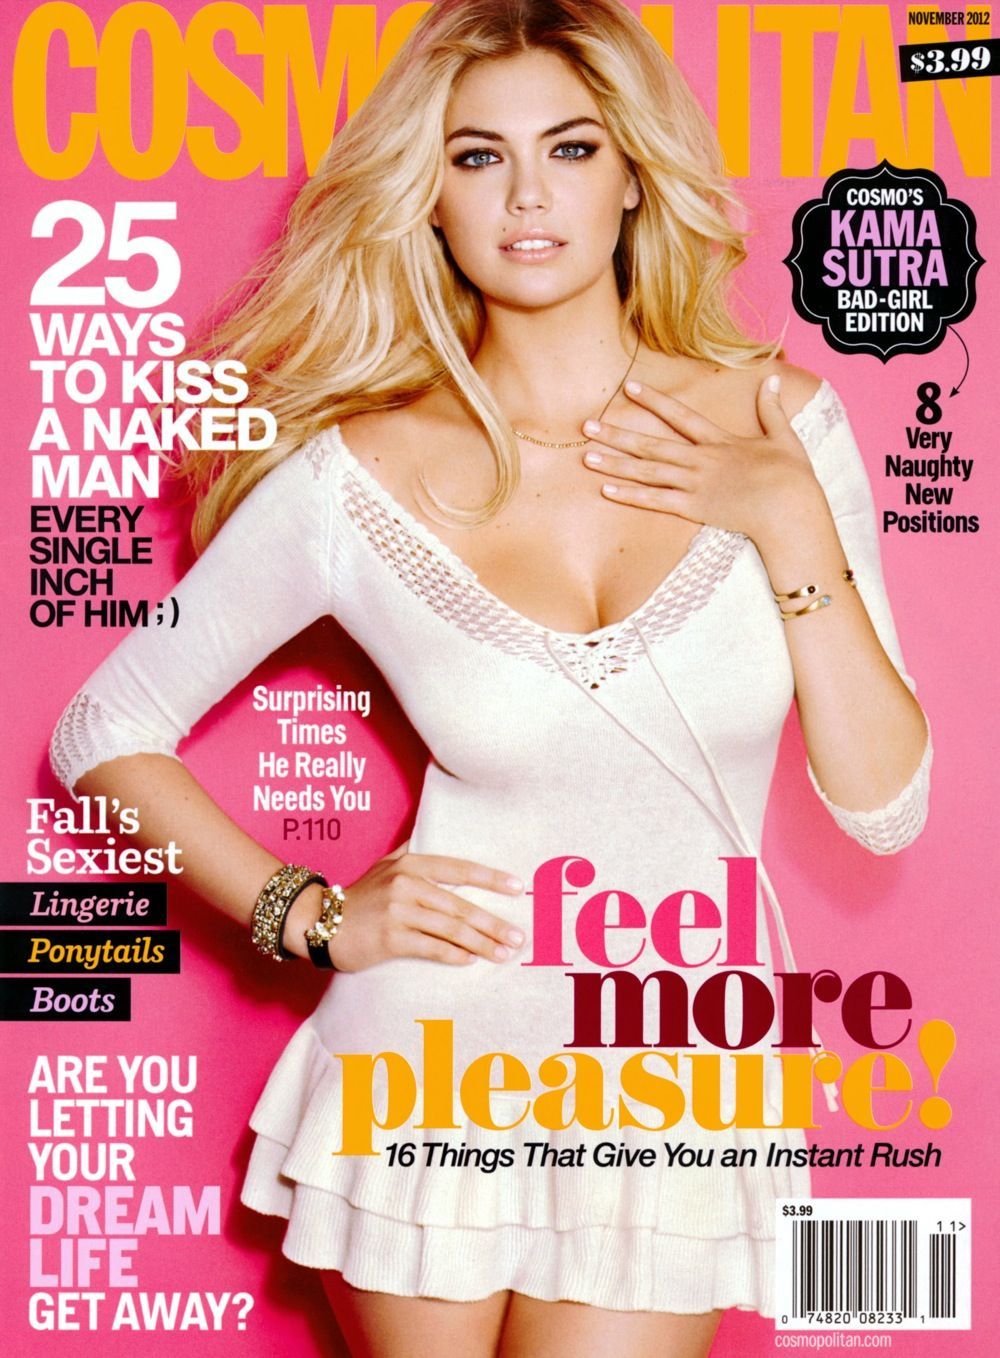 COSMOPOLITAN
NOVEMBER 2012
$3.99
25
WAYS
TO KISS
A NAKED
MAN
EVERY
SINGLE
INCH
OF HIM ;)
COSMO'S
KAMA
SUTRA
BAD-GIRL
EDITION
8
Very
Naughty
New
Positions
Surprising
Times
He Really
Needs You
P.110
Fall's
Sexiest
Lingerie
Ponytails
Boots
feel
more
pleasure!
16 Things That Give You an Instant Rush
ARE YOU
LETTING
YOUR
DREAM
LIFE
GET AWAY?
$3.99
11>
0 74820 08233 1
cosmopolitan.com